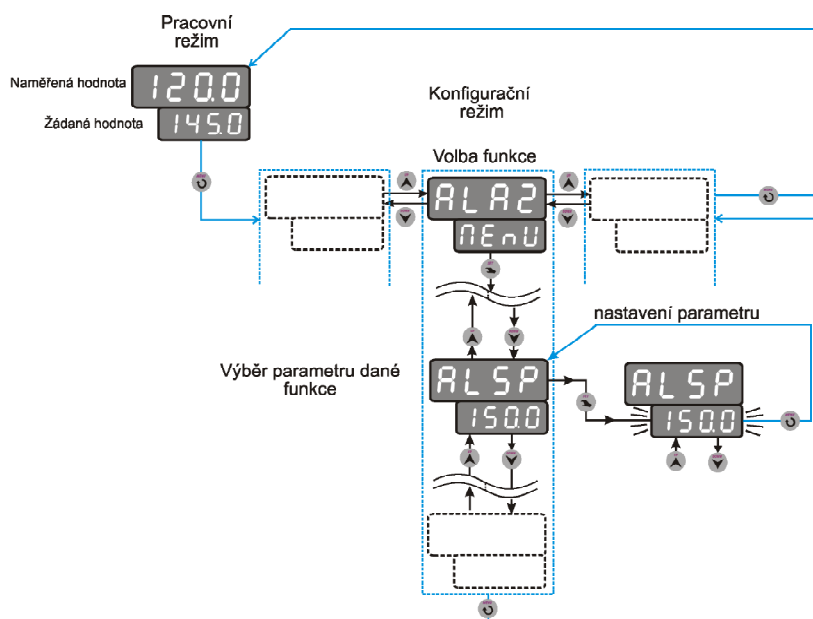 Pracovní
režim
Naměřená hodnota
120.0
Žádaná hodnota
145.0
Konfigurační
režim
Volba funkce
ALA2
MEnU
nastavení parametru
Výběr parametru dané
funkce
ALSP
150.0
ALSP
150.0